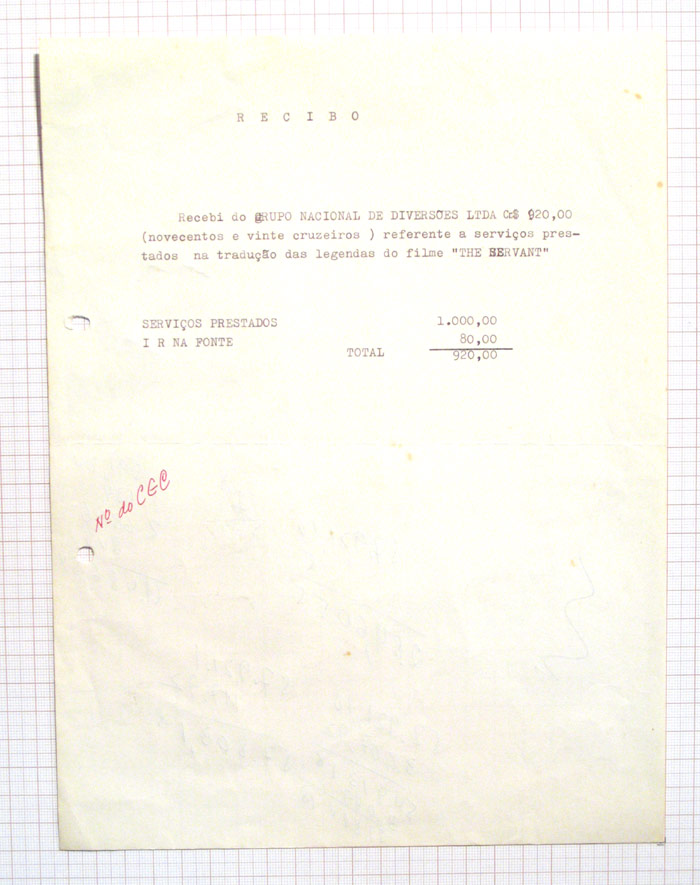 R E C I B O
Recebi do GRUPO NACIONAL DE DIVERSÕES LTDA Cr$ 920,00
(novecentos e vinte cruzeiros ) referente a serviços pres-
tados na tradução das legendas do filme "THE SERVANT"
SERVIÇOS PRESTADOS 1.000,00
I R NA FONTE 80,00
TOTAL 920,00
Nº do CGC